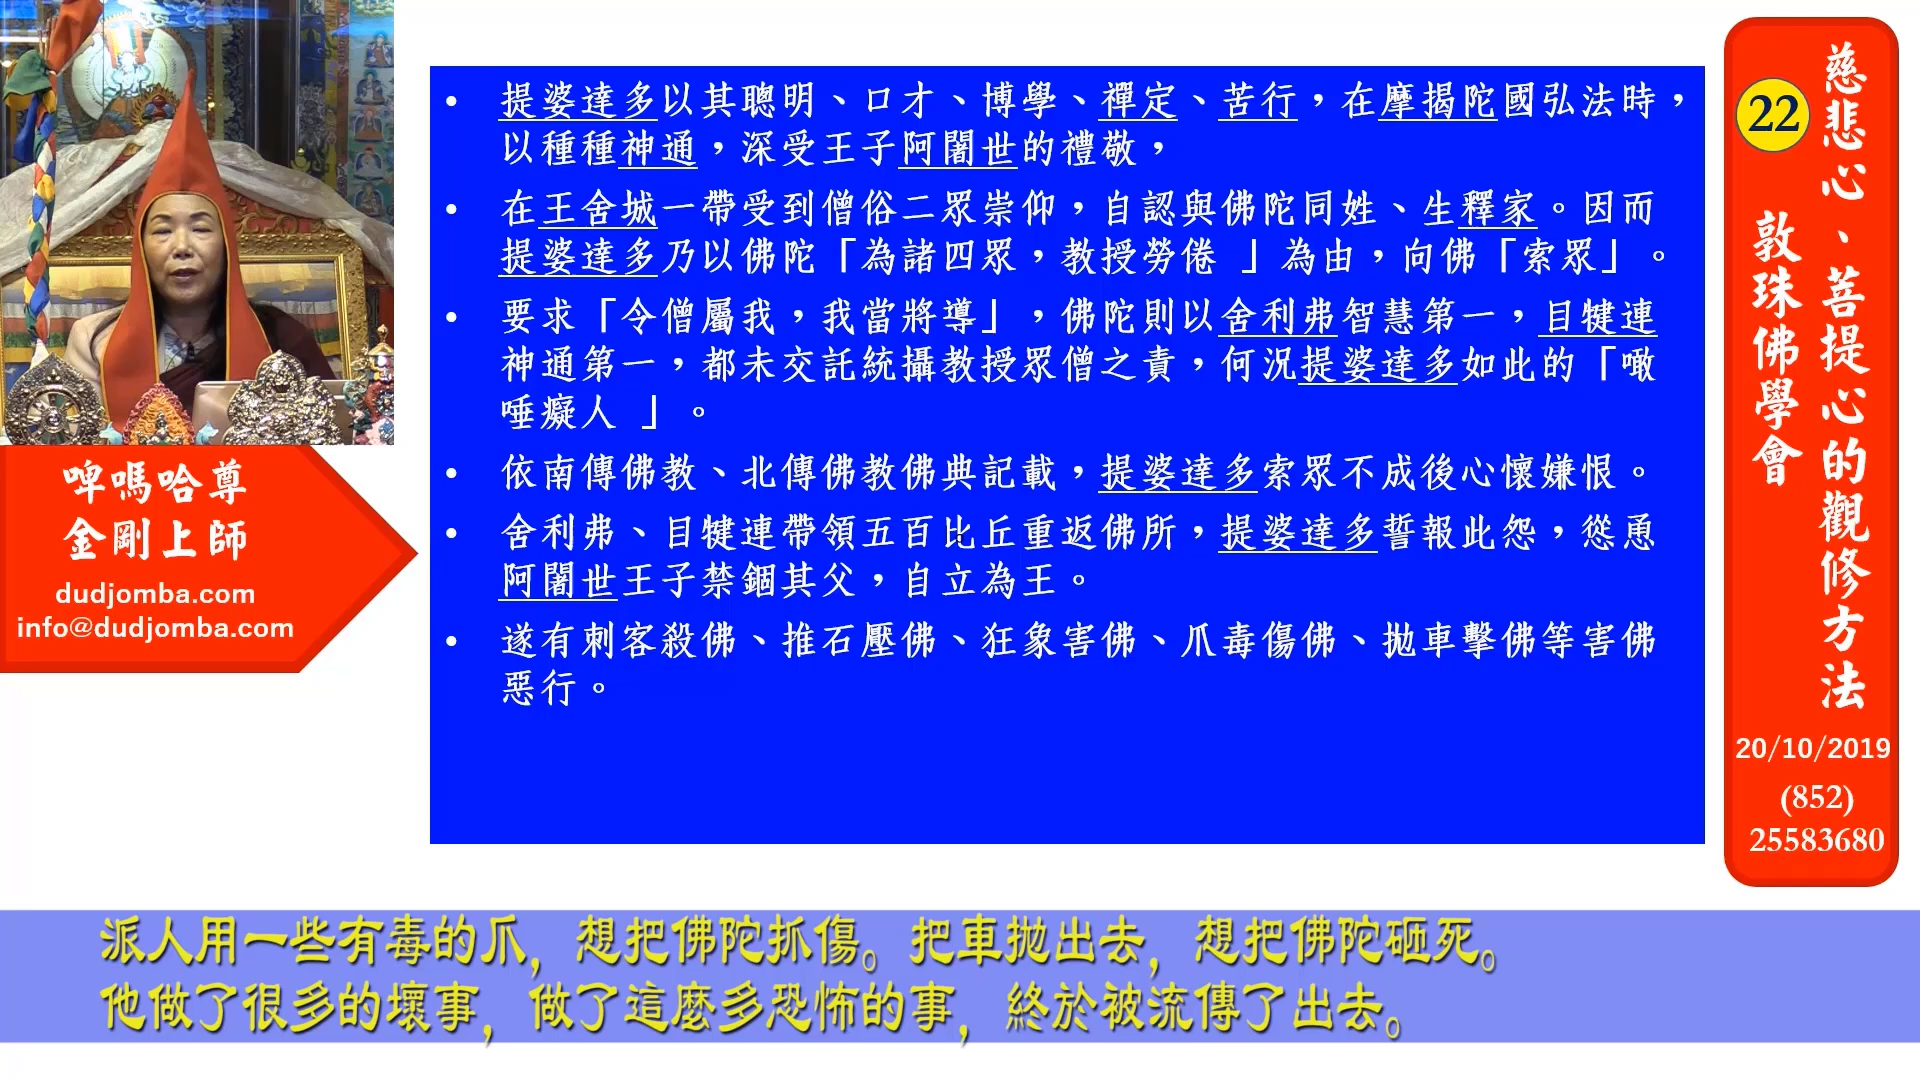 • 提婆達多以其聰明、口才、博學、禪定、苦行，在摩揭陀國弘法時，
以種種神通，深受王子阿闍世的禮敬，
• 在王舍城一帶受到僧俗二眾崇仰，自認與佛陀同姓、生釋家。因而
提婆達多乃以佛陀「為諸四眾，教授勞倦 」為由，向佛「索眾」。
• 要求「令僧屬我，我當將導」，佛陀則以舍利弗智慧第一，目犍連
神通第一，都未交託統攝教授眾僧之責，何況提婆達多如此的「噉
唾癡人 」。
• 依南傳佛教、北傳佛教佛典記載，提婆達多索眾不成後心懷嫌恨。
• 舍利弗、目犍連帶領五百比丘重返佛所，提婆達多誓報此怨，慫恿
阿闍世王子禁錮其父，自立為王。
• 遂有刺客殺佛、推石壓佛、狂象害佛、爪毒傷佛、拋車擊佛等害佛
惡行。
啤嗎哈尊
金剛上師
dudjomba.com
info@dudjomba.com
慈悲心、菩提心的觀修方法
22
敦珠佛學會
20/10/2019
(852)
25583680
派人用一些有毒的爪，想把佛陀抓傷。把車拋出去，想把佛陀砸死。
他做了很多的壞事，做了這麼多恐怖的事，終於被流傳了出去。